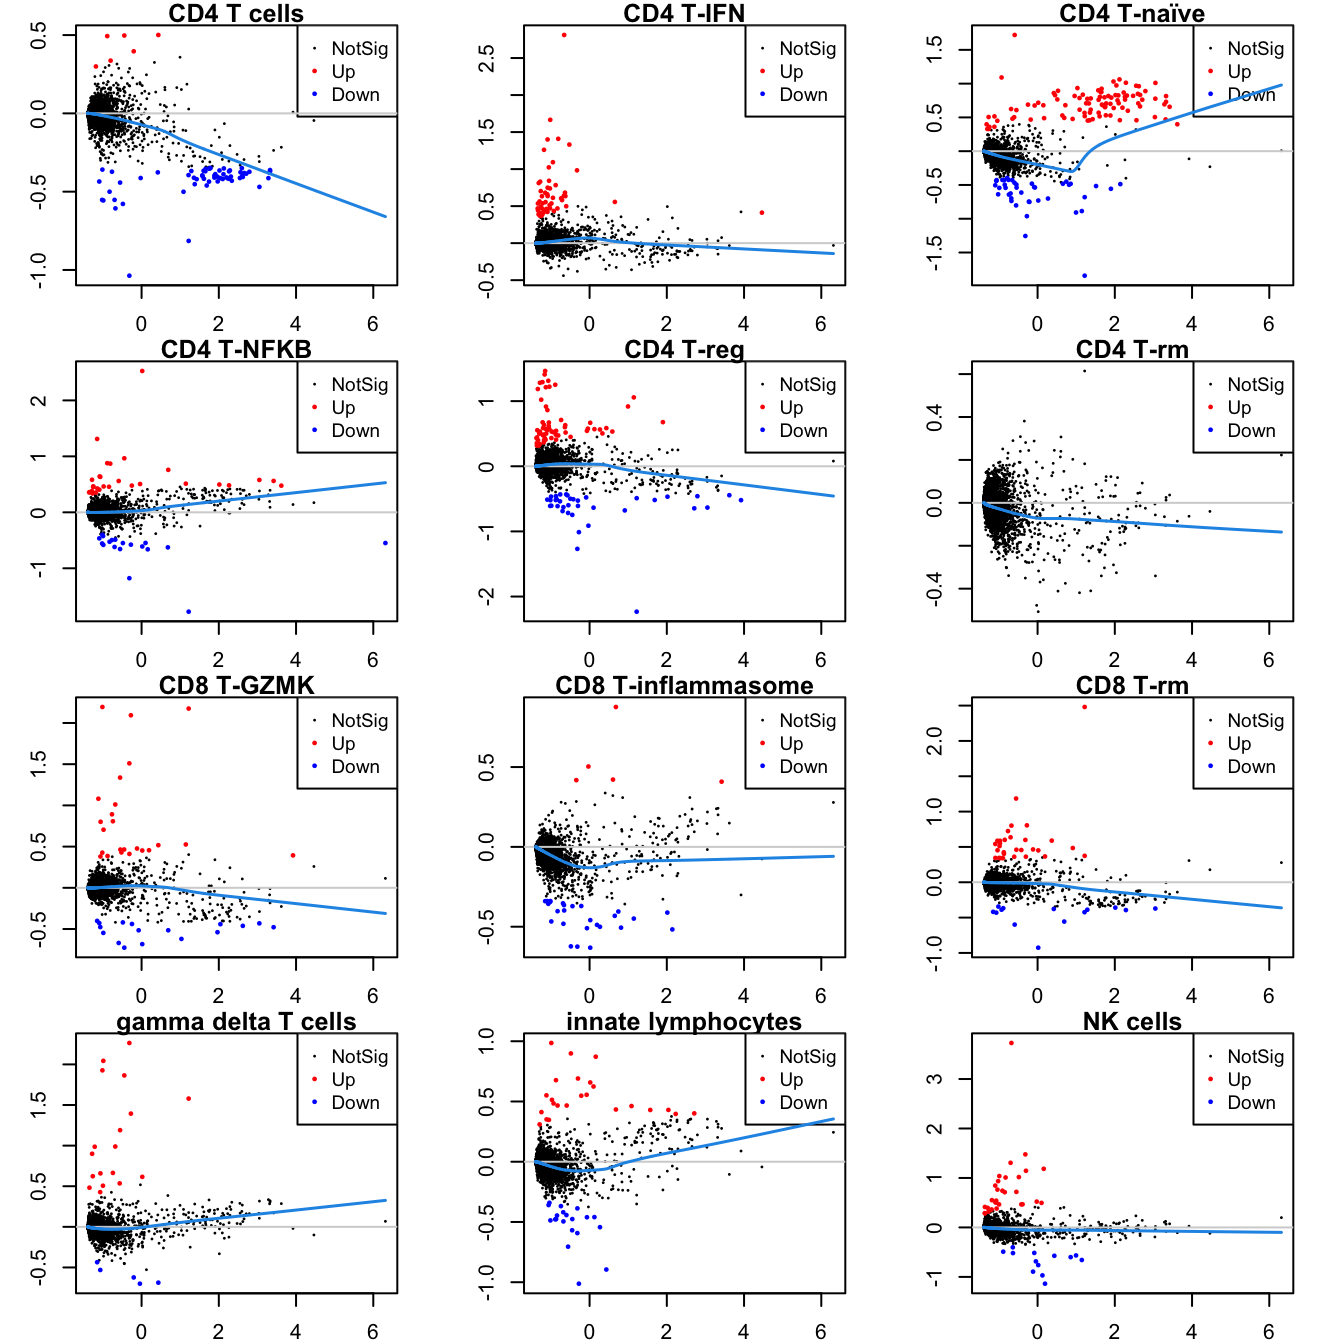 CD4 T cells
CD4 T-IFN
CD4 T-naïve
0.5
0.0
-0.5
-1.0
NotSig
Up
Down
0 2 4 6
2.5
1.5
0.5
-0.5
NotSig
Up
Down
0 2 4 6
1.5
0.5
-0.5
-1.5
NotSig
Up
Down
0 2 4 6
CD4 T-NFKB
CD4 T-reg
CD4 T-rm
2
1
0
-1
NotSig
Up
Down
0 2 4 6
1
0
-1
-2
NotSig
Up
Down
0 2 4 6
0.4
0.0
-0.4
NotSig
Up
Down
0 2 4 6
CD8 T-GZMK
CD8 T-inflammasome
CD8 T-rm
1.5
0.5
-0.5
NotSig
Up
Down
0 2 4 6
0.5
0.0
-0.5
NotSig
Up
Down
0 2 4 6
2.0
1.0
0.0
-1.0
NotSig
Up
Down
0 2 4 6
gamma delta T cells
innate lymphocytes
NK cells
1.5
0.5
-0.5
NotSig
Up
Down
0 2 4 6
1.0
0.5
0.0
-0.5
-1.0
NotSig
Up
Down
0 2 4 6
3
2
1
0
-1
NotSig
Up
Down
0 2 4 6